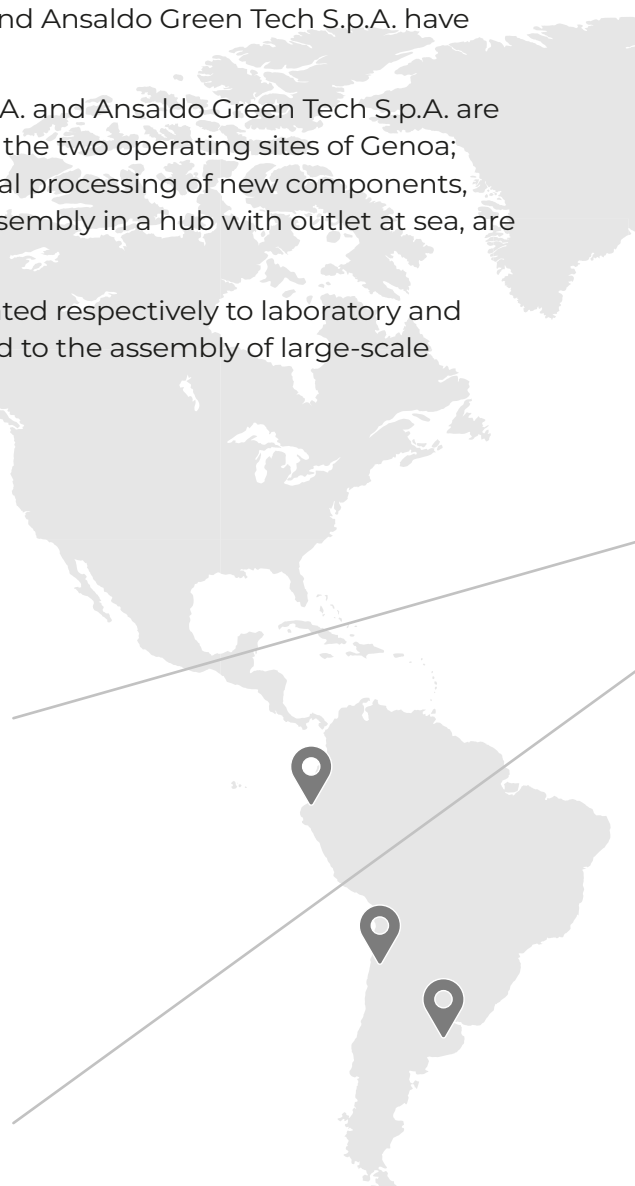 nd Ansaldo Green Tech S.p.A. have
A. and Ansaldo Green Tech S.p.A. are
the two operating sites of Genoa;
al processing of new components,
sembly in a hub with outlet at sea, are
ted respectively to laboratory and
d to the assembly of large-scale